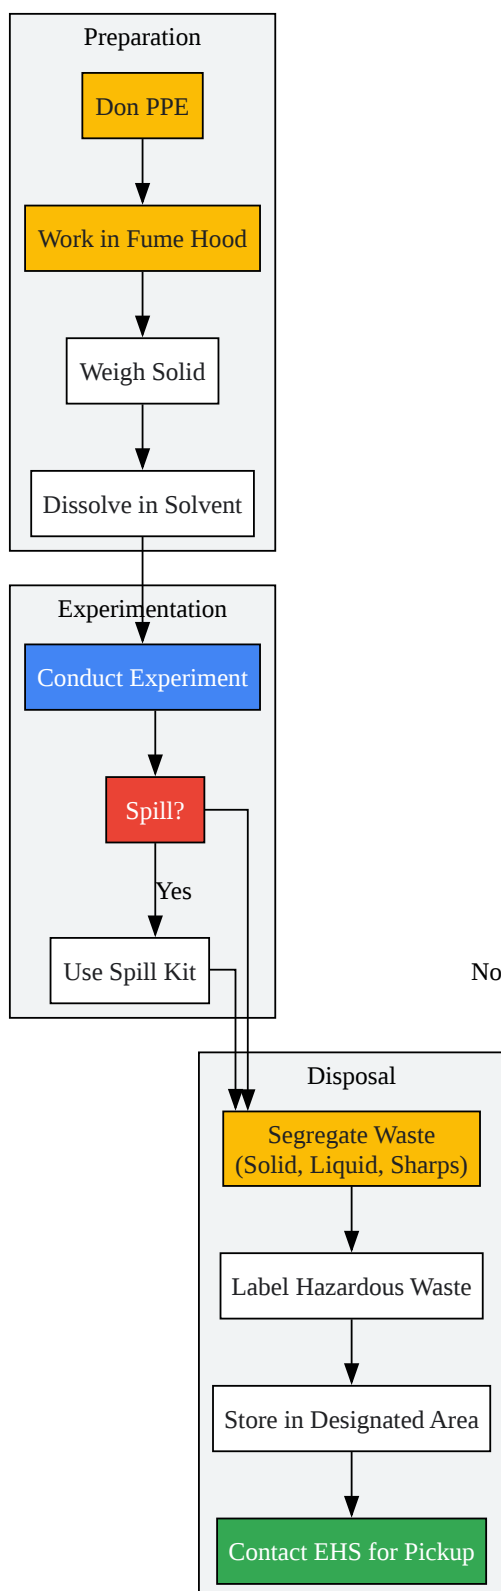 Preparation
Don PPE
Work in Fume Hood
Weigh Solid
Dissolve in Solvent
Experimentation
Conduct Experiment
Spill?
Yes
Use Spill Kit
No
Disposal
Segregate Waste
(Solid, Liquid, Sharps)
Label Hazardous Waste
Store in Designated Area
Contact EHS for Pickup